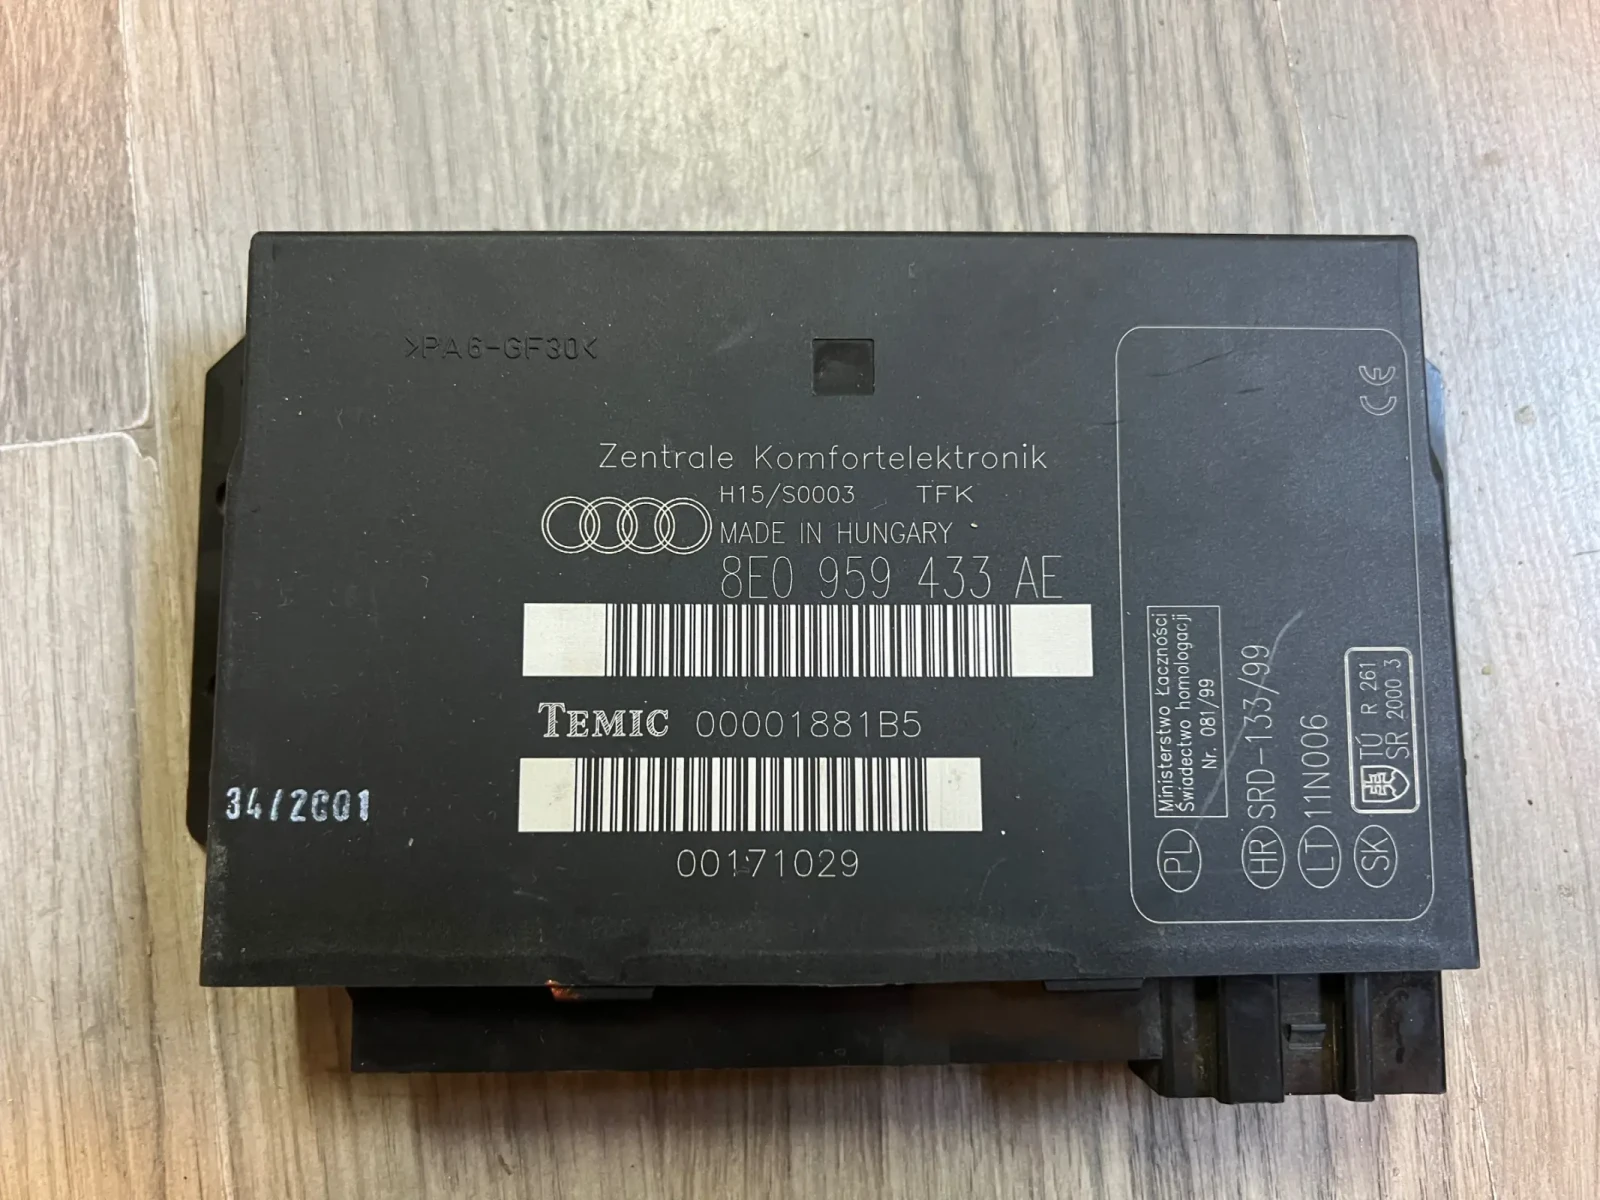 >PA6-GF30<
Zentrale Komfortelektronik
H15/S0003 TFK
MADE IN HUNGARY
8E0 959 433 AE
TEMIC 00001881B5
34/2001
00171029
CE
PL
Ministerstwo Łaczności
Świadectwo homologacji
Nr. 081/99
HR SRD-133/99
LT 11N006
SK
TÚ R 261
SR 2000 3